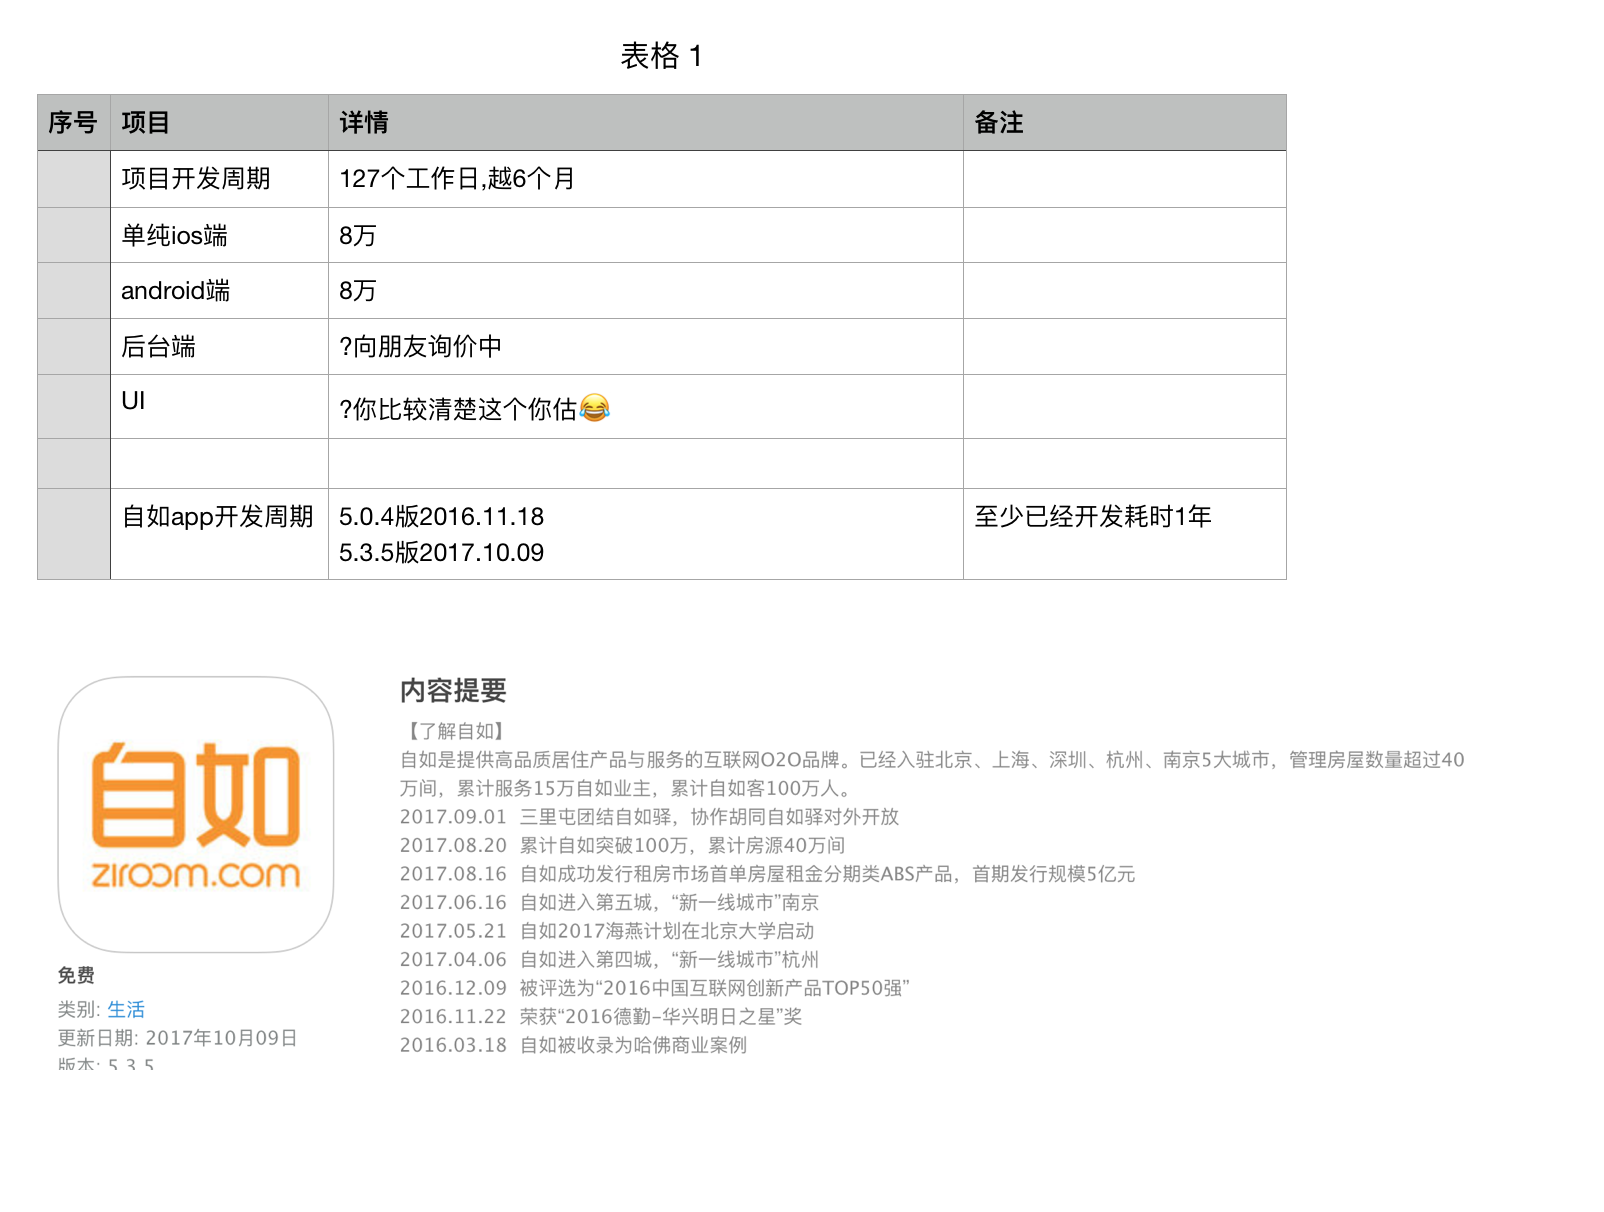 表格 1
序号 项目 详情 备注
项目开发周期 127个工作日,越6个月
单纯ios端 8万
android端 8万
后台端 ?向朋友询价中
UI ?你比较清楚这个你估😂
自如app开发周期 5.0.4版2016.11.18 至少已经开发耗时1年
5.3.5版2017.10.09
自如
ziroom.com
免费
类别: 生活
更新日期: 2017年10月09日
版本: 5.3.5
内容提要
【了解自如】
自如是提供高品质居住产品与服务的互联网O2O品牌。已经入驻北京、上海、深圳、杭州、南京5大城市，管理房屋数量超过40
万间，累计服务15万自如业主，累计自如客100万人。
2017.09.01 三里屯团结自如驿，协作胡同自如驿对外开放
2017.08.20 累计自如突破100万，累计房源40万间
2017.08.16 自如成功发行租房市场首单房屋租金分期类ABS产品，首期发行规模5亿元
2017.06.16 自如进入第五城，“新一线城市”南京
2017.05.21 自如2017海燕计划在北京大学启动
2017.04.06 自如进入第四城，“新一线城市”杭州
2016.12.09 被评选为“2016中国互联网创新产品TOP50强”
2016.11.22 荣获“2016德勤-华兴明日之星”奖
2016.03.18 自如被收录为哈佛商业案例